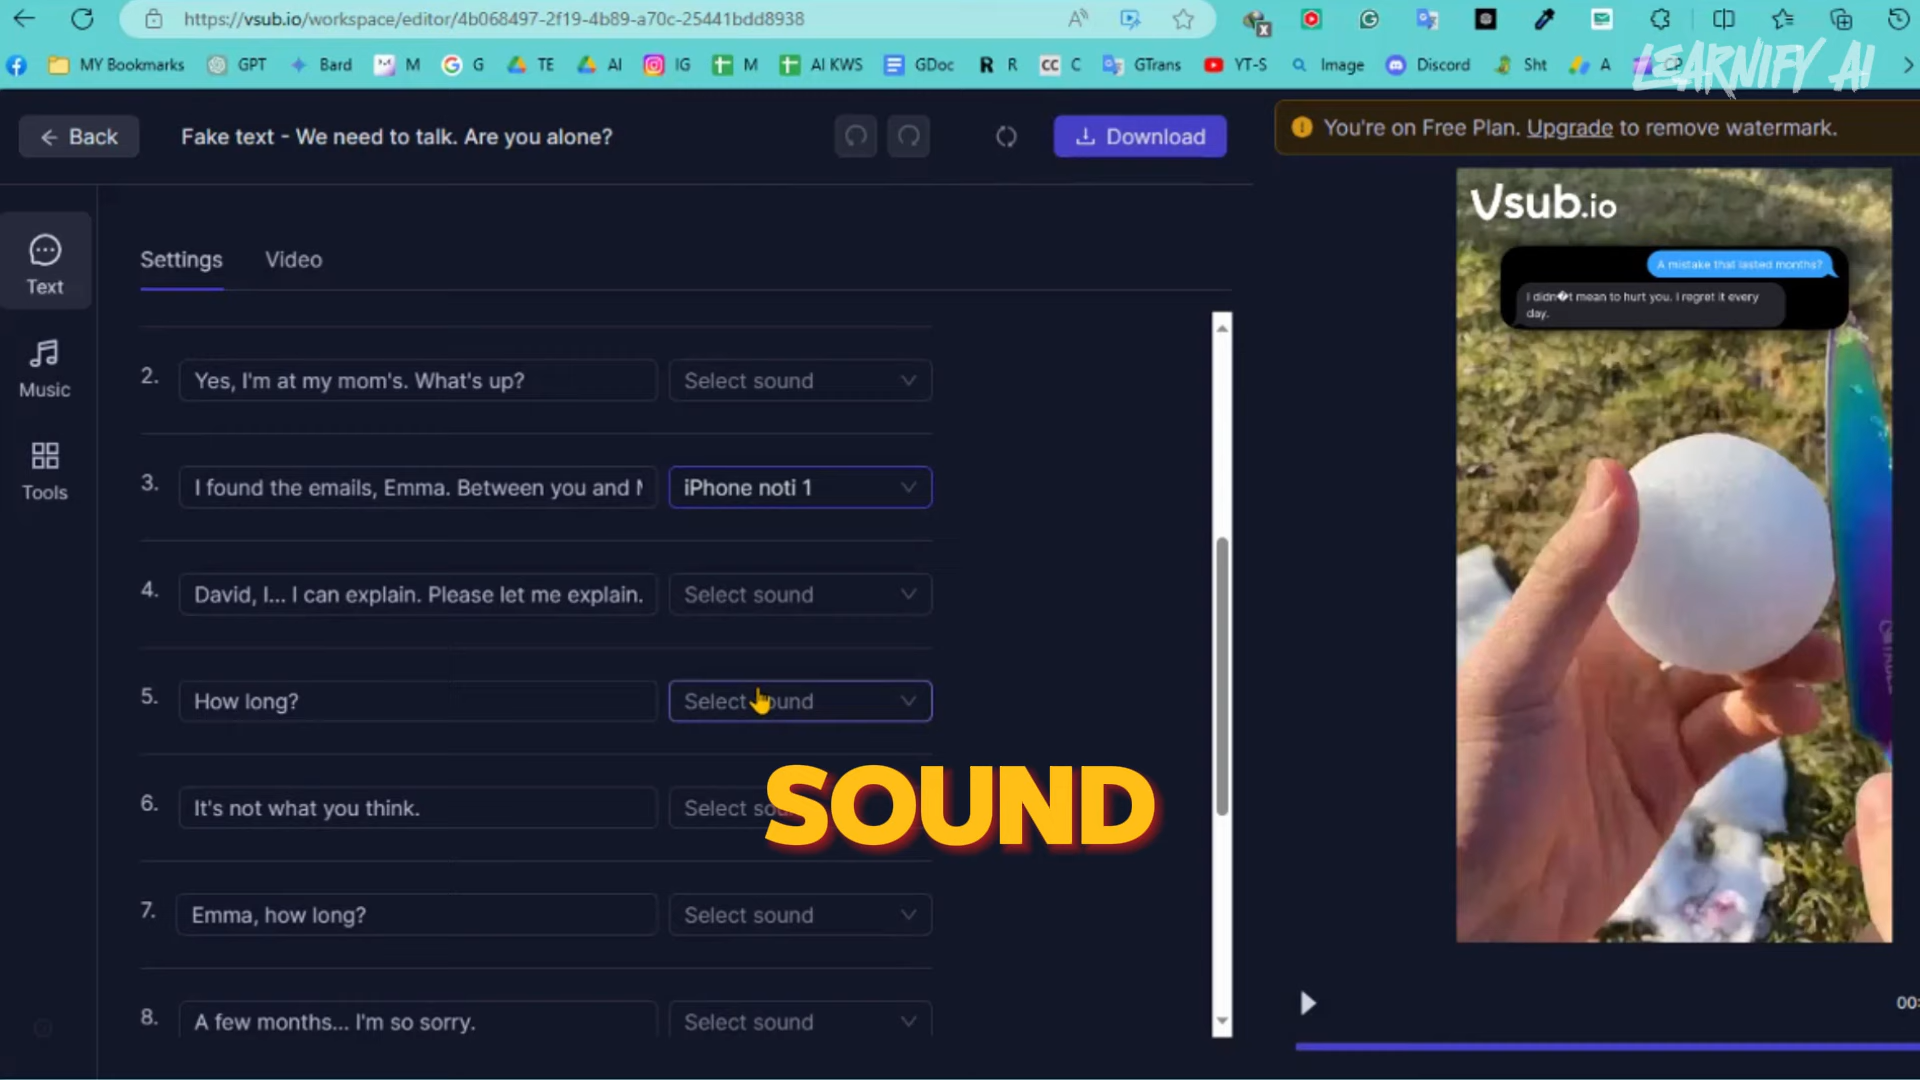 https://vsub.io/workspace/editor/4b068497-2f19-4b89-a70c-25441bdd8938
MY Bookmarks GPT Bard M G TE AI IG M AI KWS GDoc R R CC C GTrans YT-S Image Discord Sht A CP
LEARNIFY AI
Back
Fake text - We need to talk. Are you alone?
Download
You're on Free Plan. Upgrade to remove watermark.
Text
Music
Tools
Settings Video
2. Yes, I'm at my mom's. What's up? Select sound
3. I found the emails, Emma. Between you and iPhone noti 1
4. David, I... I can explain. Please let me explain. Select sound
5. How long? Select sound
6. It's not what you think. Select
SOUND
7. Emma, how long? Select sound
8. A few months... I'm so sorry. Select sound
Vsub.io
A mistake that lasted months?
I didn�t mean to hurt you. I regret it every
day.
00: